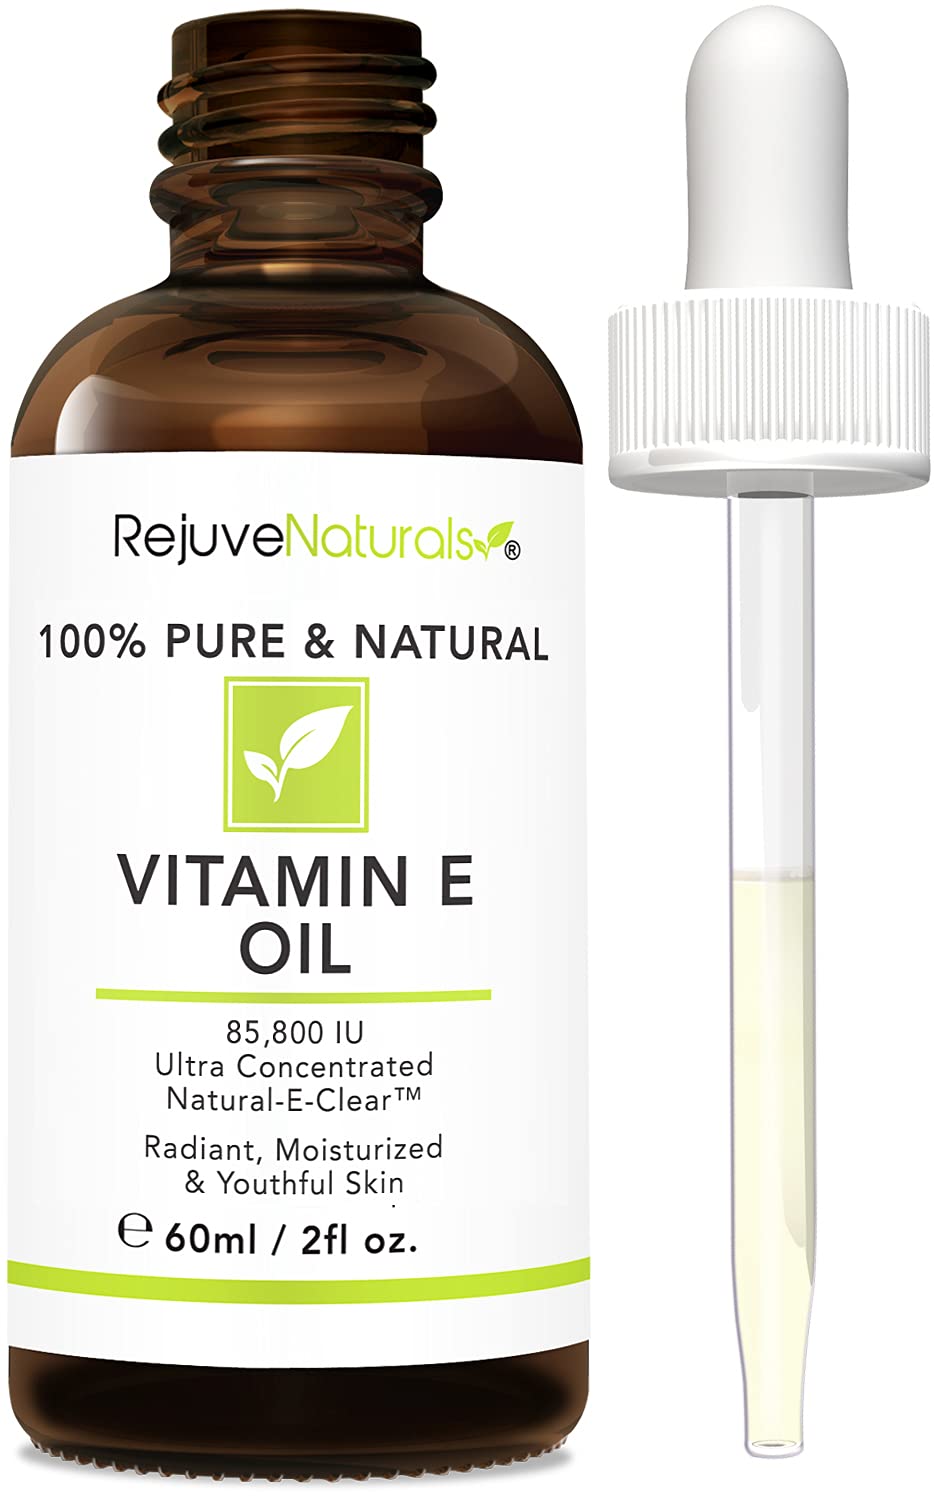 RejuveNaturals®
100% PURE & NATURAL
VITAMIN E
OIL
85,800 IU
Ultra Concentrated
Natural-E-Clear™
Radiant, Moisturized
& Youthful Skin
℮ 60ml / 2fl oz.